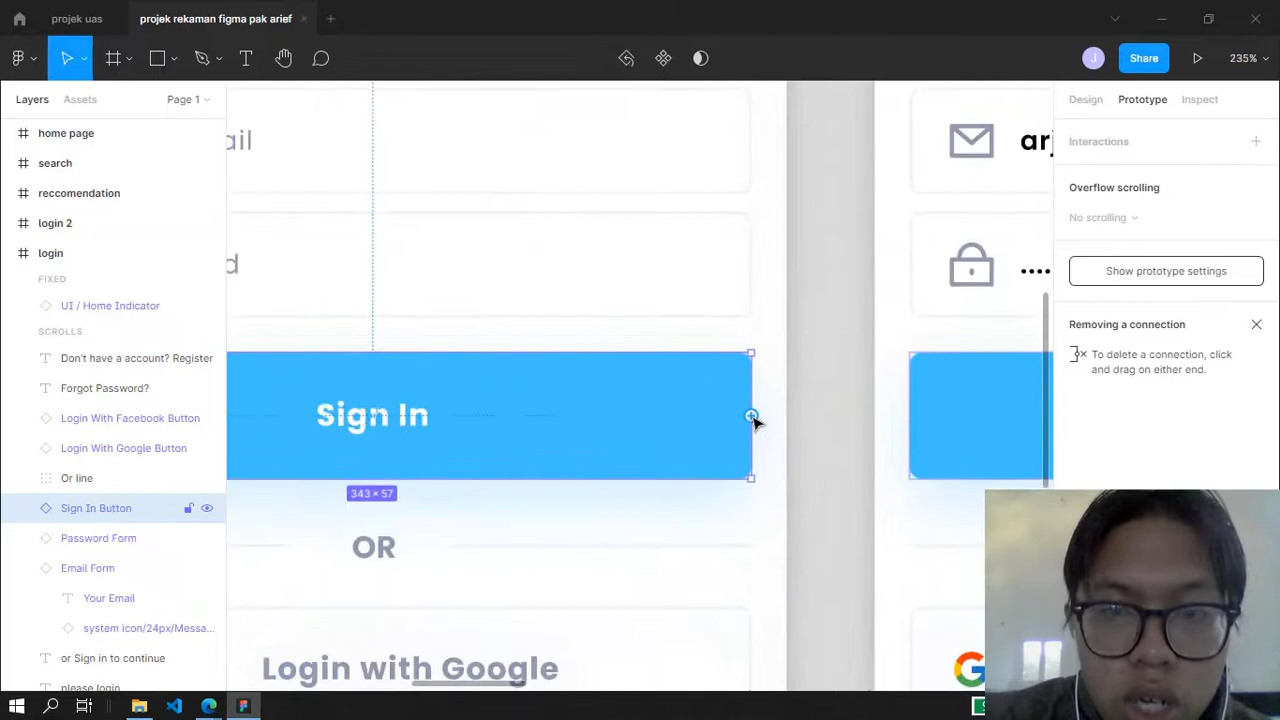 projek uas
projek rekaman figma pak arief
Share
235%
Layers
Assets
Page 1
Design
Prototype
Inspect
home page
search
reccomendation
login 2
login
FIXED
UI / Home Indicator
SCROLLS
Don't have a account? Register
Forgot Password?
Login With Facebook Button
Login With Google Button
Or line
Sign In Button
Password Form
Email Form
Your Email
system icon/24px/Messa...
or Sign in to continue
please login
ail
d
Sign In
343 × 57
OR
Login with Google
arj
••••
Interactions
Overflow scrolling
No scrolling
Show prototype settings
Removing a connection
To delete a connection, click
and drag on either end.
J